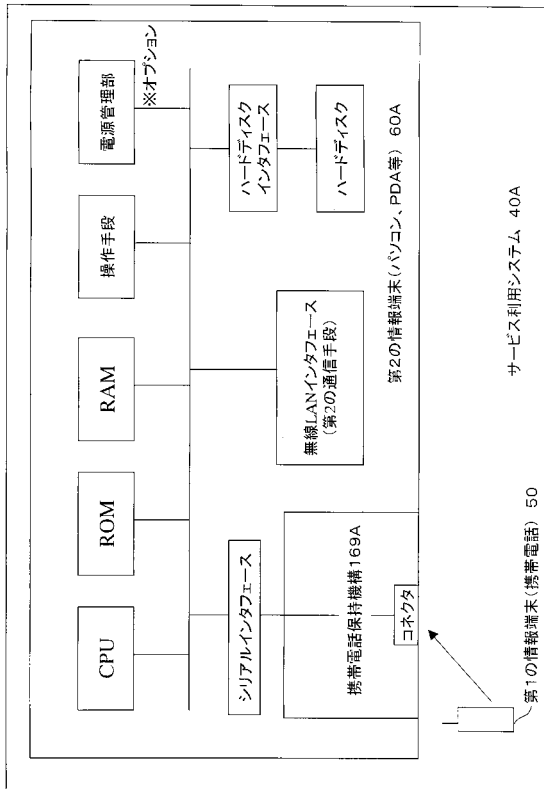 CPU
ROM
RAM
操作手段
電源管理部
※オプション
シリアルインタフェース
無線LANインタフェース
(第2の通信手段)
ハードディスク
インタフェース
ハードディスク
携帯電話保持機構169A
コネクタ
第2の情報端末(パソコン、PDA等) 60A
第1の情報端末(携帯電話) 50
サービス利用システム 40A